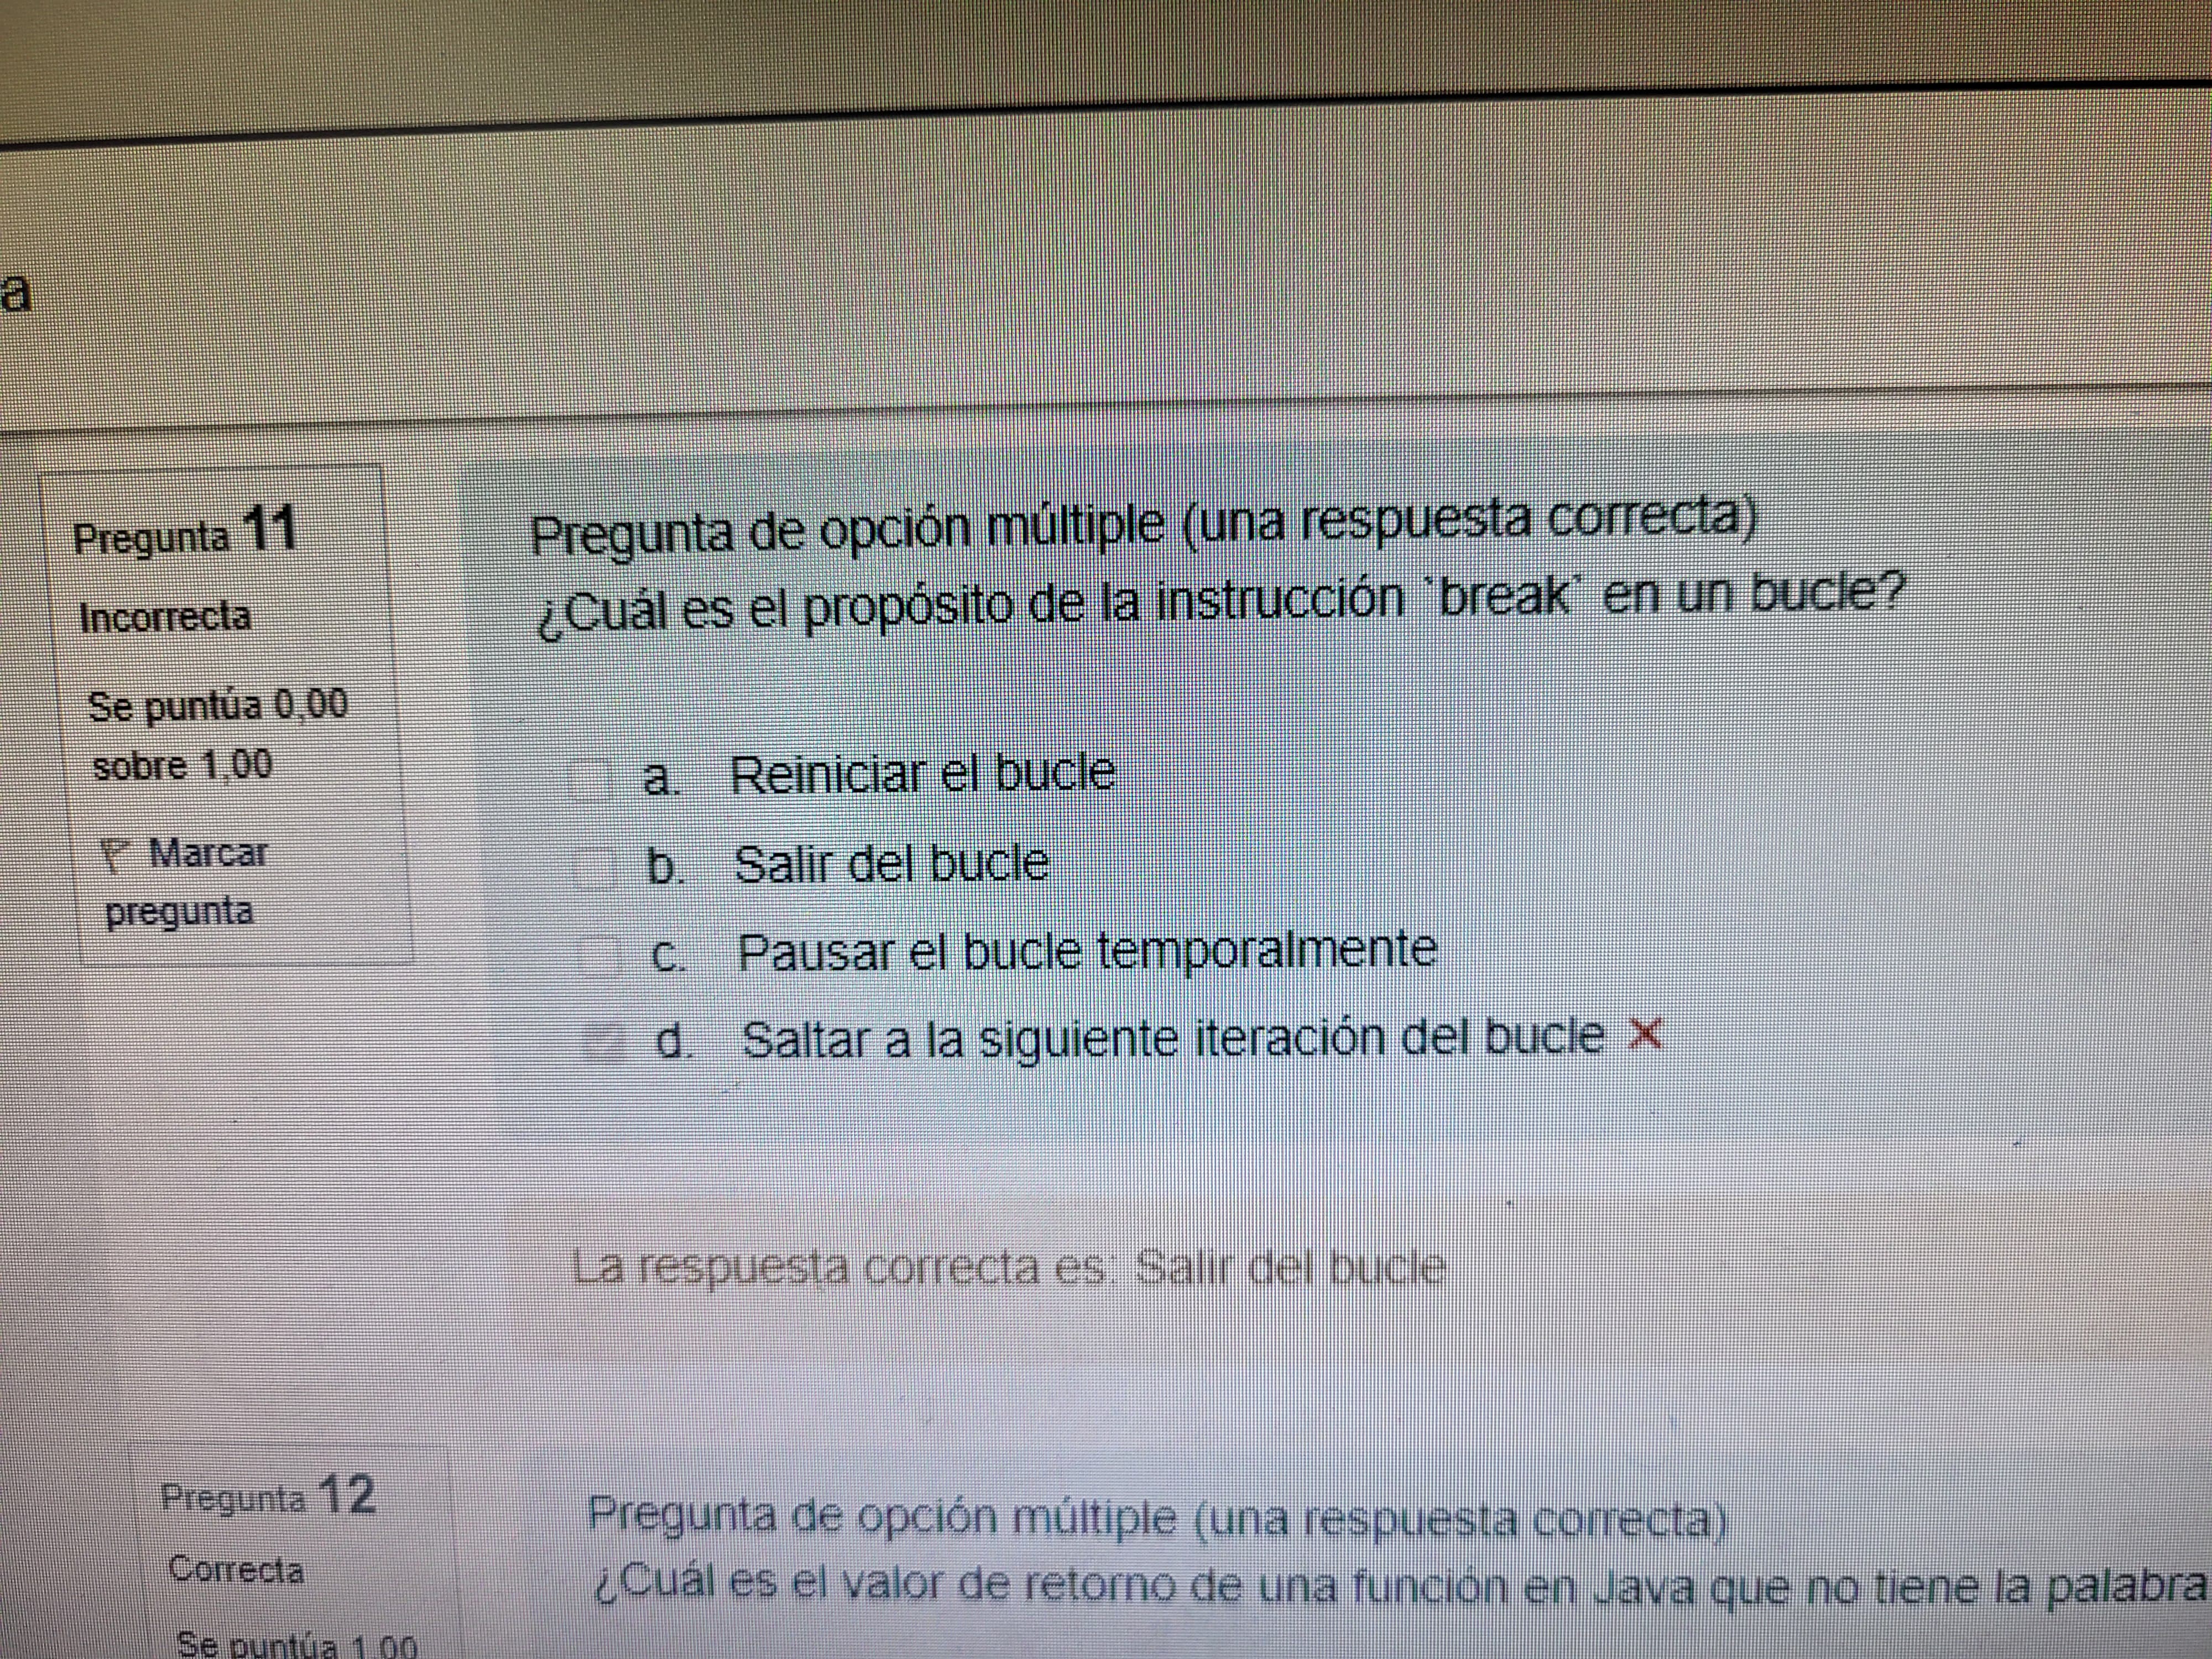 a
Pregunta 11
Incorrecta
Se puntúa 0,00
sobre 1,00
Marcar
pregunta
Pregunta de opción múltiple (una respuesta correcta)
¿Cuál es el propósito de la instrucción `break` en un bucle?
a. Reiniciar el bucle
b. Salir del bucle
c. Pausar el bucle temporalmente
d. Saltar a la siguiente iteración del bucle
La respuesta correcta es: Salir del bucle
Pregunta 12
Correcta
Se puntúa 1,00
Pregunta de opción múltiple (una respuesta correcta)
¿Cuál es el valor de retorno de una función en Java que no tiene la palabra